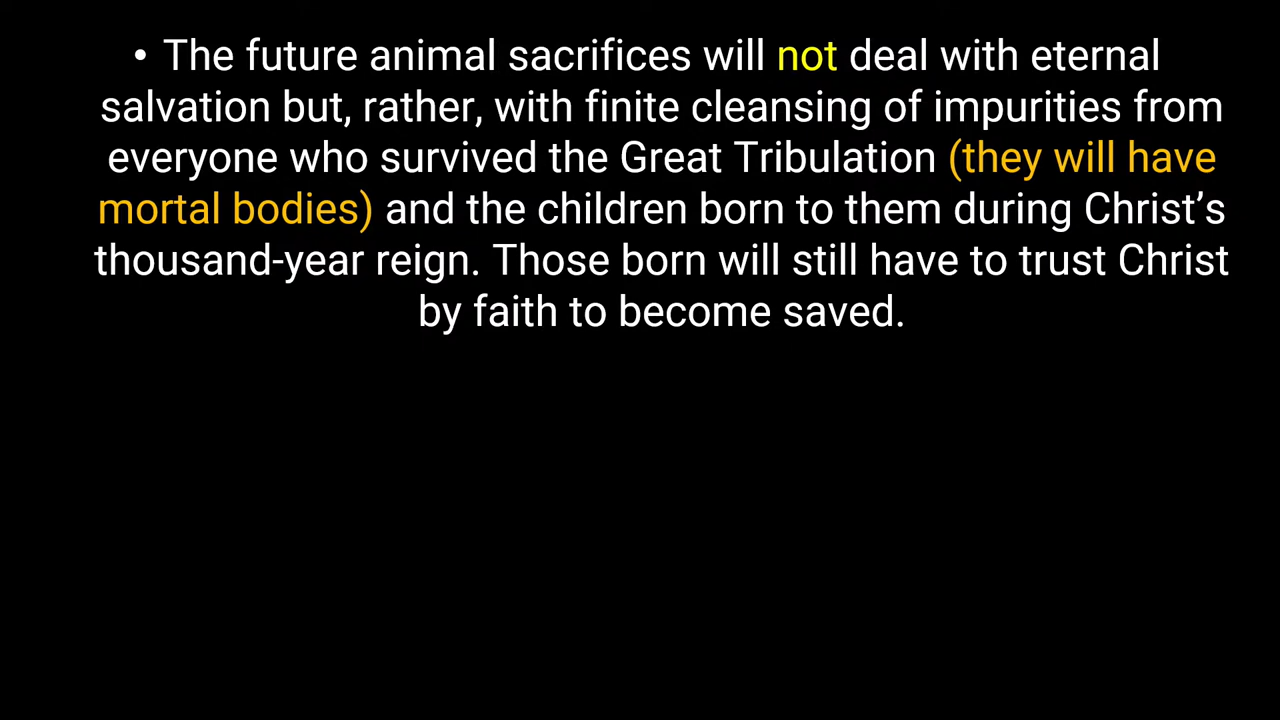 • The future animal sacrifices will not deal with eternal
salvation but, rather, with finite cleansing of impurities from
everyone who survived the Great Tribulation (they will have
mortal bodies) and the children born to them during Christ’s
thousand-year reign. Those born will still have to trust Christ
by faith to become saved.